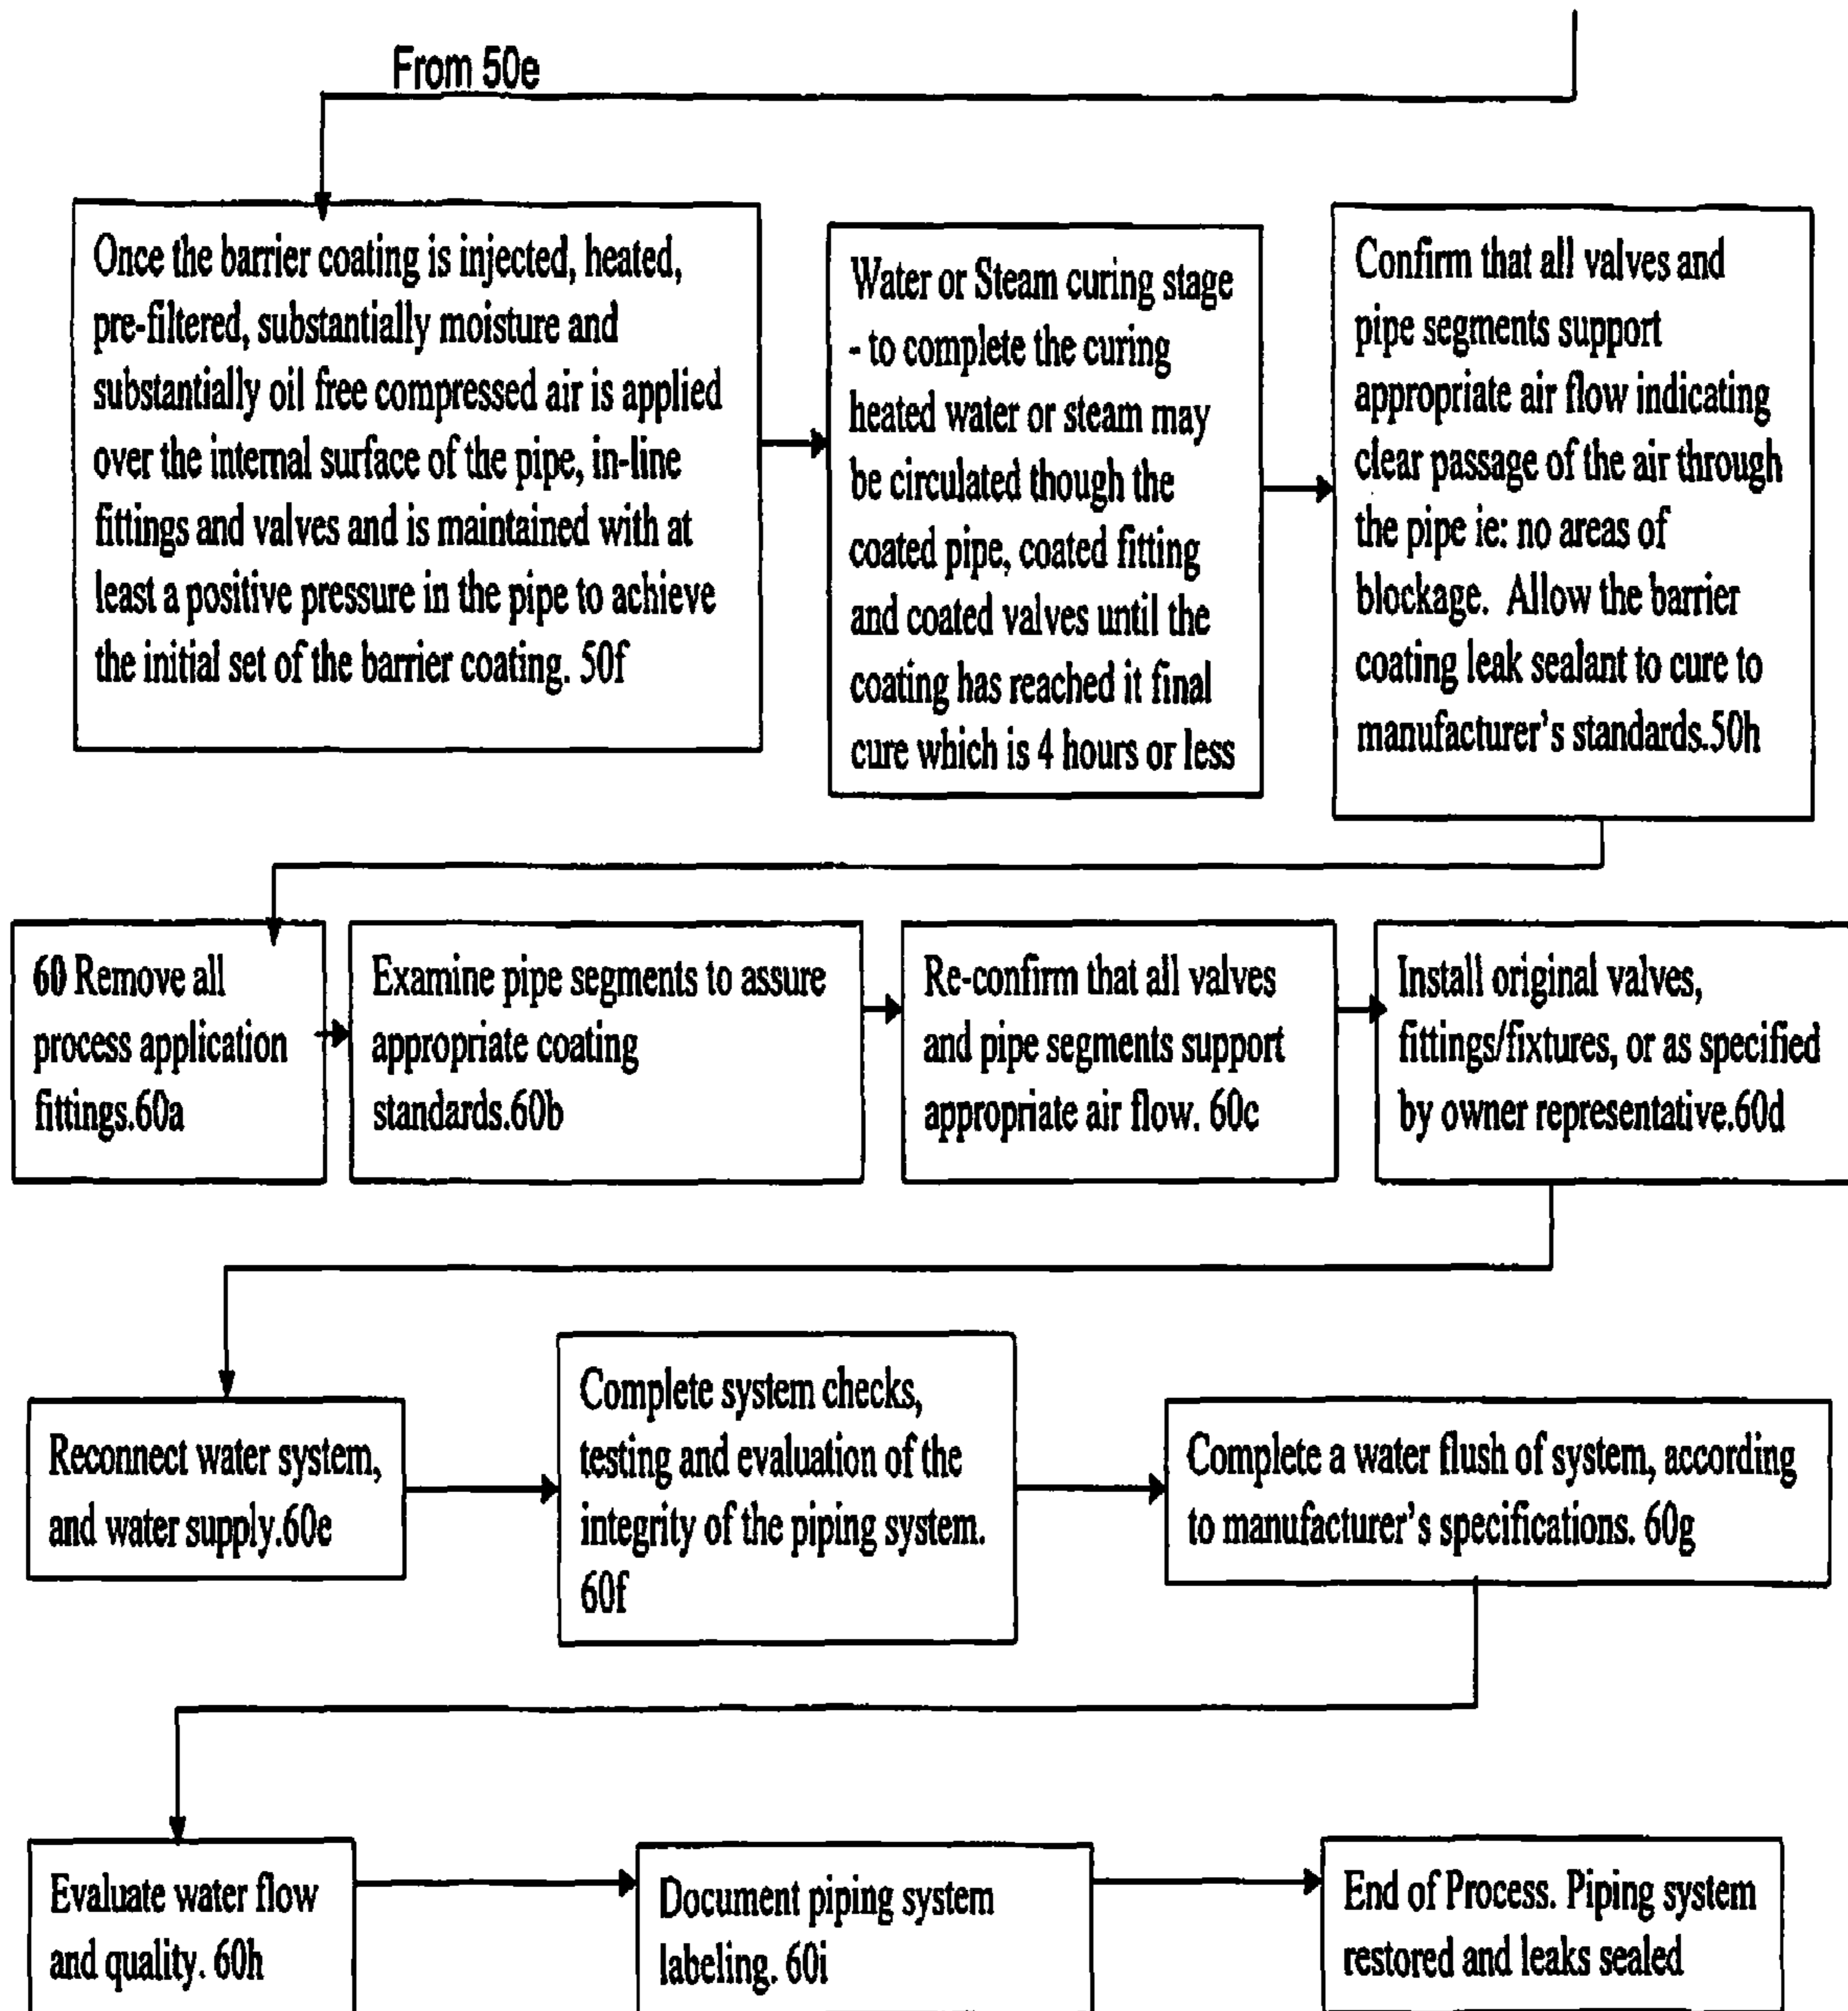 From 50e
Once the barrier coating is injected, heated,
pre-filtered, substantially moisture and
substantially oil free compressed air is applied
over the internal surface of the pipe, in-line
fittings and valves and is maintained with at
least a positive pressure in the pipe to achieve
the initial set of the barrier coating. 50f
Water or Steam curing stage
- to complete the curing
heated water or steam may
be circulated though the
coated pipe, coated fitting
and coated valves until the
coating has reached it final
cure which is 4 hours or less
Confirm that all valves and
pipe segments support
appropriate air flow indicating
clear passage of the air through
the pipe ie: no areas of
blockage.  Allow the barrier
coating leak sealant to cure to
manufacturer's standards.50h
60 Remove all
process application
fittings.60a
Examine pipe segments to assure
appropriate coating
standards.60b
Re-confirm that all valves
and pipe segments support
appropriate air flow. 60c
Install original valves,
fittings/fixtures, or as specified
by owner representative.60d
Reconnect water system,
and water supply.60e
Complete system checks,
testing and evaluation of the
integrity of the piping system.
60f
Complete a water flush of system, according
to manufacturer's specifications. 60g
Evaluate water flow
and quality. 60h
Document piping system
labeling. 60i
End of Process. Piping system
restored and leaks sealed